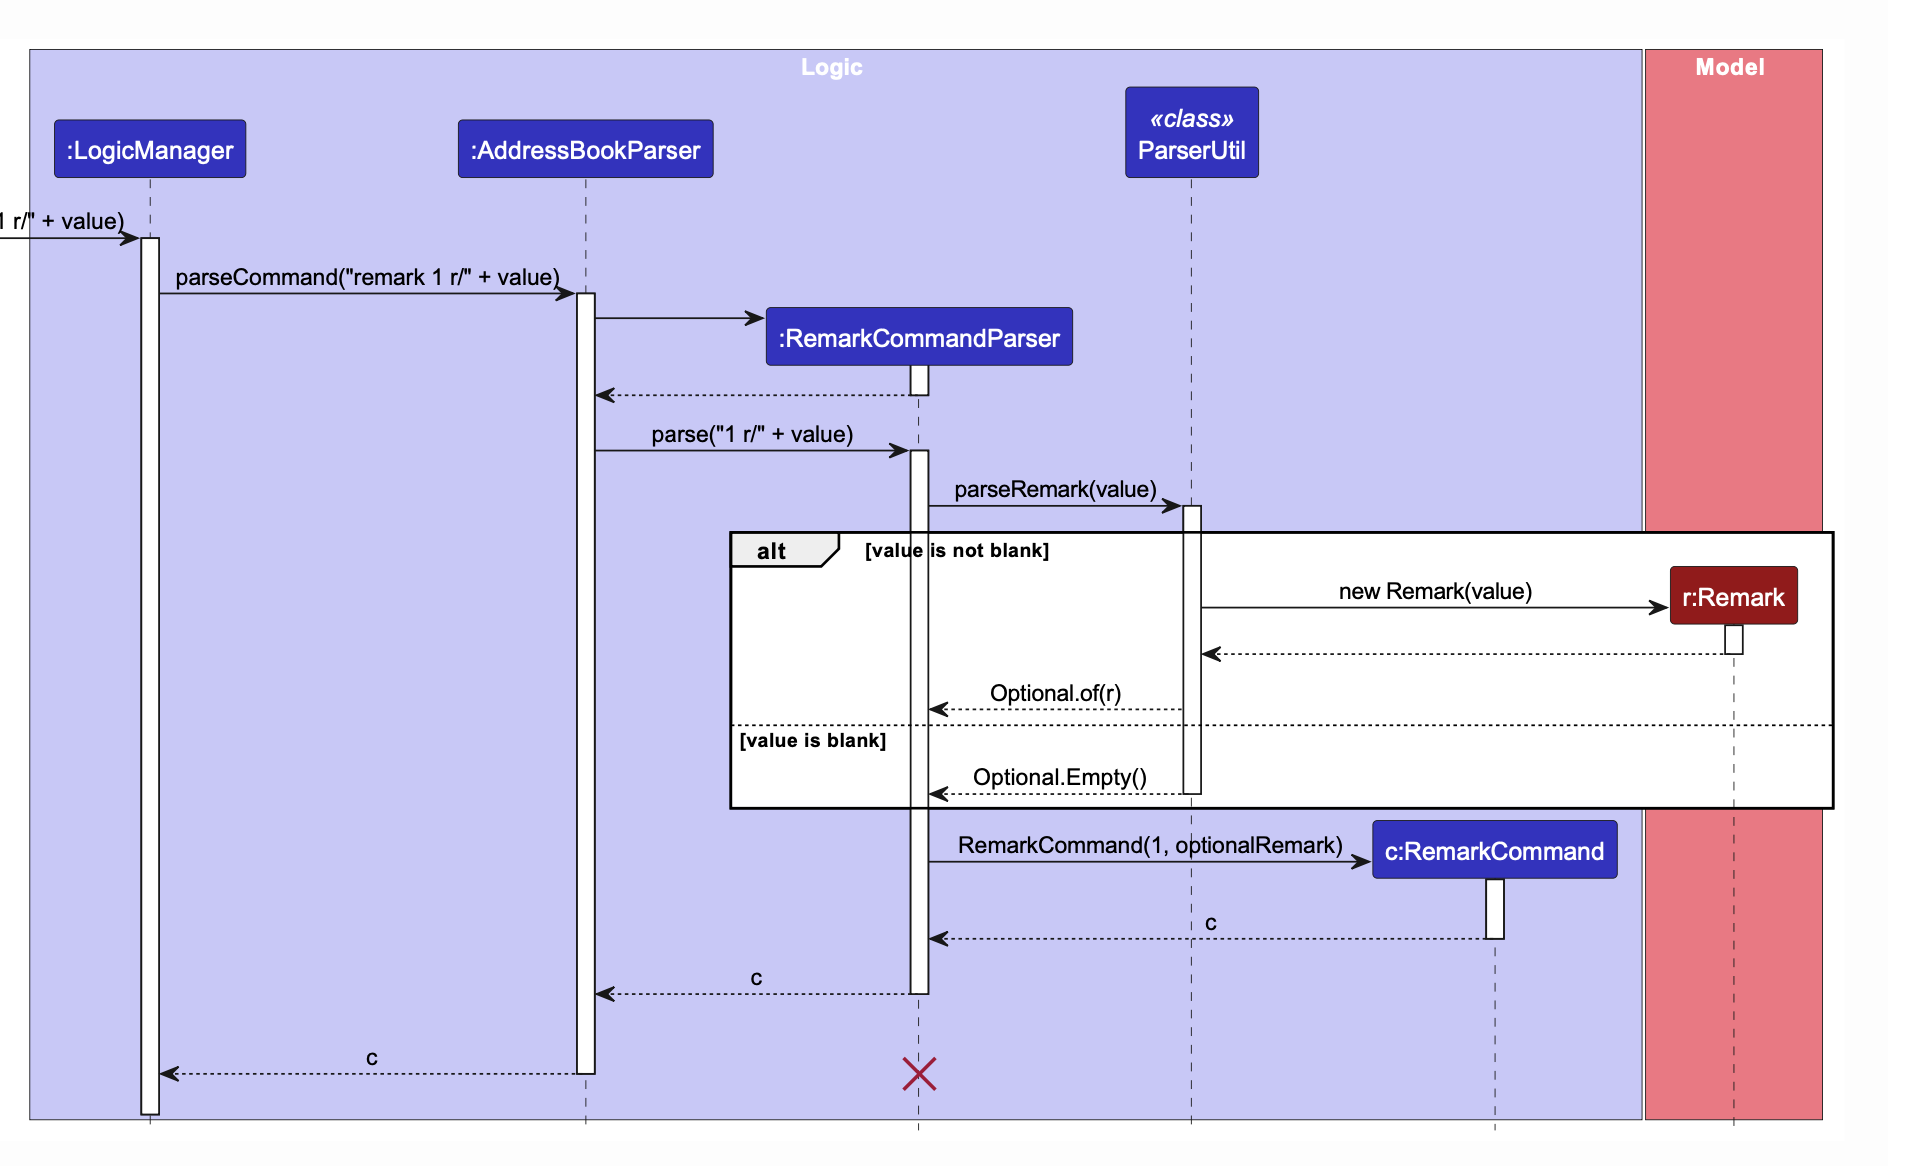 Logic
Model
«class»
ParserUtil
:LogicManager
:AddressBookParser
1 r/" + value)
parseCommand("remark 1 r/" + value)
:RemarkCommandParser
parse("1 r/" + value)
parseRemark(value)
alt
[value is not blank]
new Remark(value)
r:Remark
Optional.of(r)
[value is blank]
Optional.Empty()
RemarkCommand(1, optionalRemark)
c:RemarkCommand
c
c
c